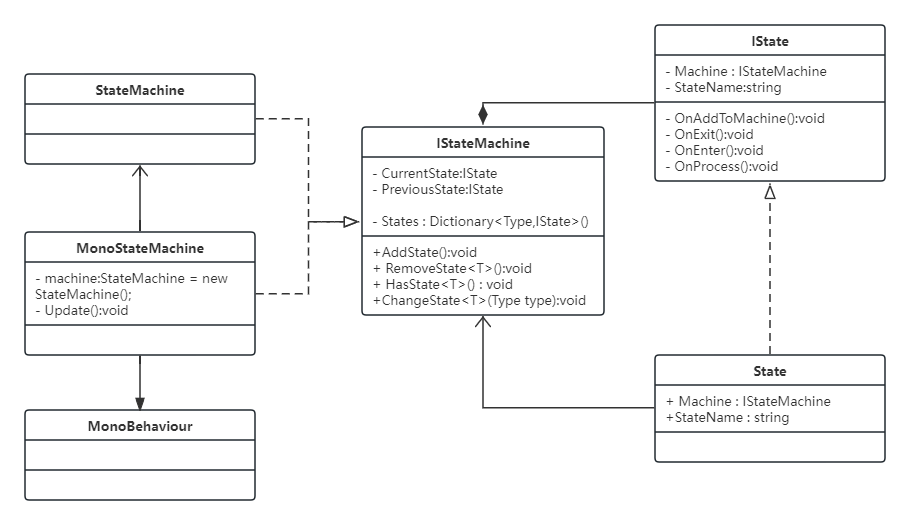 StateMachine
MonoStateMachine
- machine:StateMachine = new
StateMachine();
- Update():void
MonoBehaviour
IStateMachine
- CurrentState:IState
- PreviousState:IState
- States : Dictionary<Type,IState>()
+AddState():void
+ RemoveState<T>():void
+ HasState<T>() : void
+ChangeState<T>(Type type):void
IState
- Machine : IStateMachine
- StateName:string
- OnAddToMachine():void
- OnExit():void
- OnEnter():void
- OnProcess():void
State
+ Machine : IStateMachine
+StateName : string